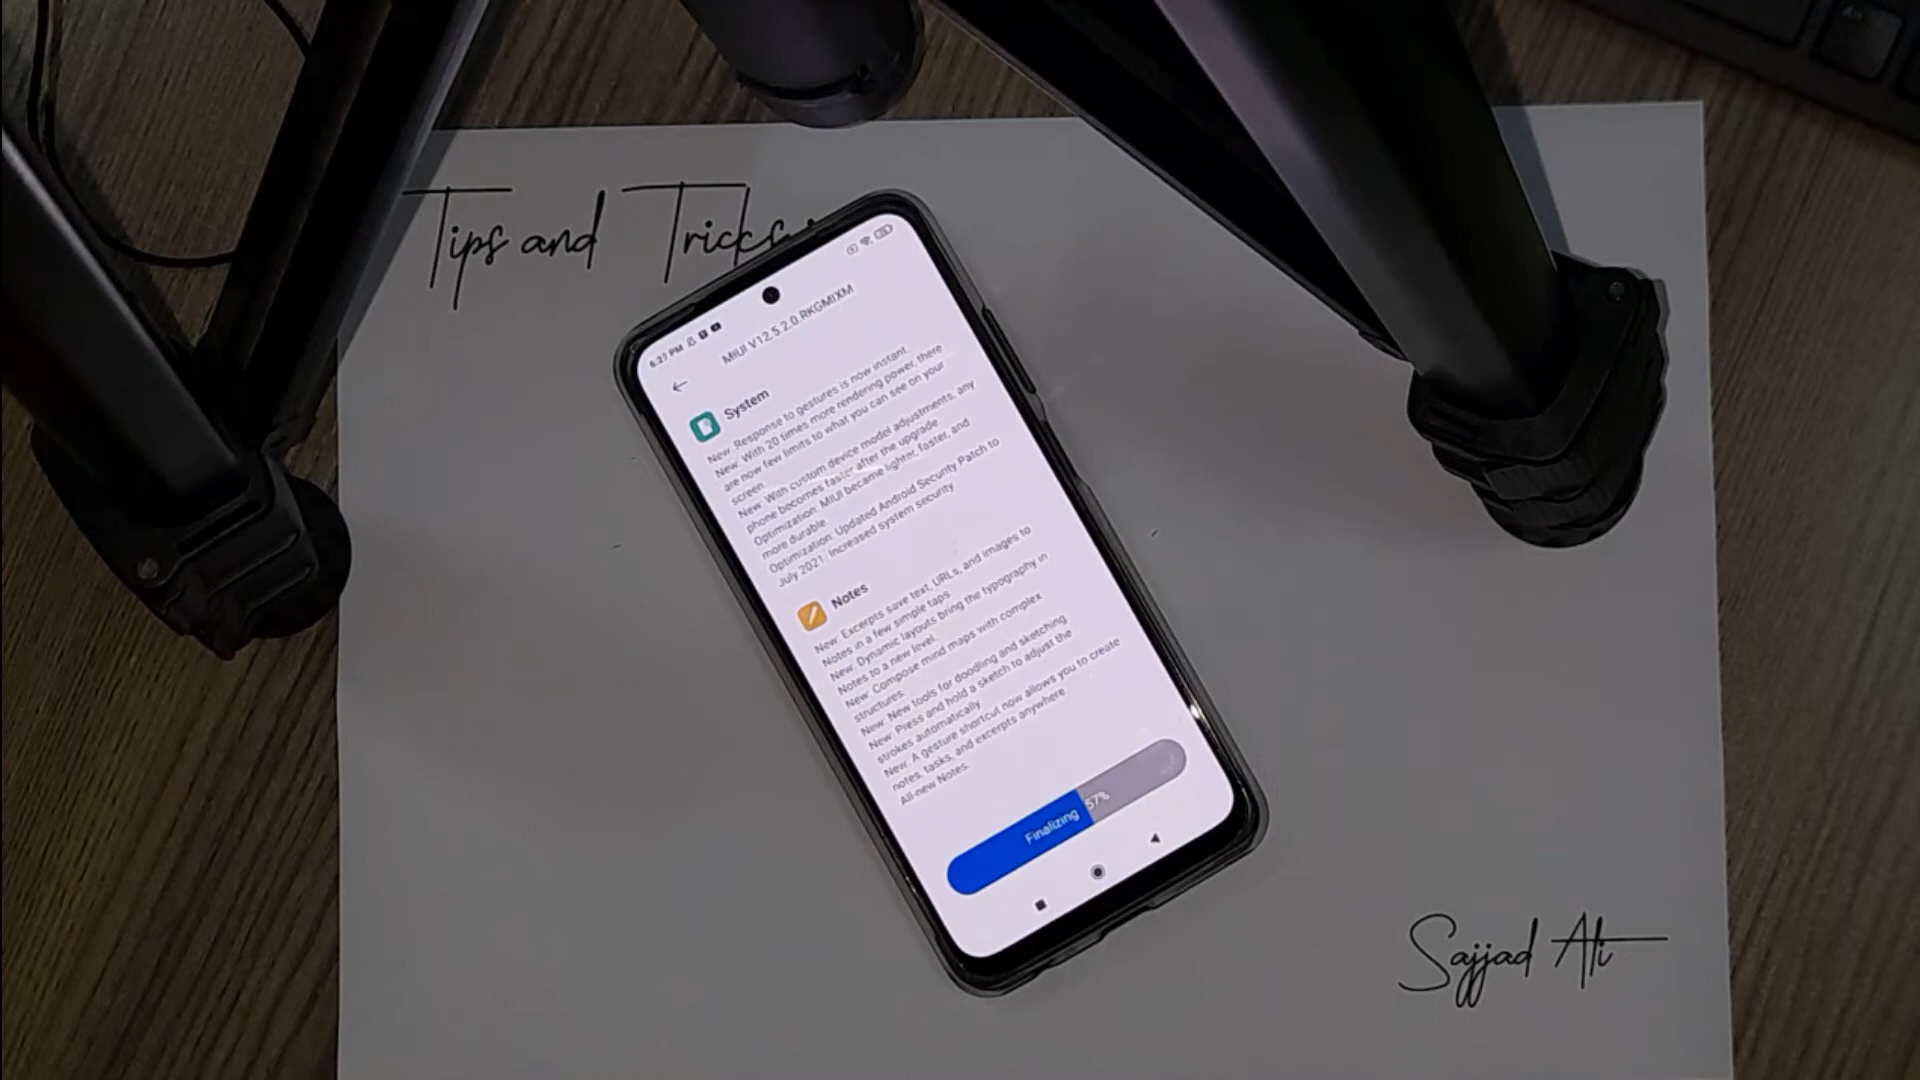 Tips and Tricks
6:27 PM
MIUI V12.5.2.0.RKGMIXM
System
New: Response to gestures is now instant.
New: With 20 times more rendering power, there
are now few limits to what you can see on your
screen.
New: With custom device model adjustments, any
phone becomes faster after the upgrade
Optimization: MIUI became lighter, faster, and
more durable.
Optimization: Updated Android Security Patch to
July 2021. Increased system security
Notes
New: Excerpts save text, URLs, and images to
Notes in a few simple taps.
New: Dynamic layouts bring the typography in
Notes to a new level.
New: Compose mind maps with complex
structures.
New: New tools for doodling and sketching
New: Press and hold a sketch to adjust the
strokes automatically
New: A gesture shortcut now allows you to create
notes, tasks, and excerpts anywhere
All-new Notes.
Finalizing 57%
Sajjad Ali